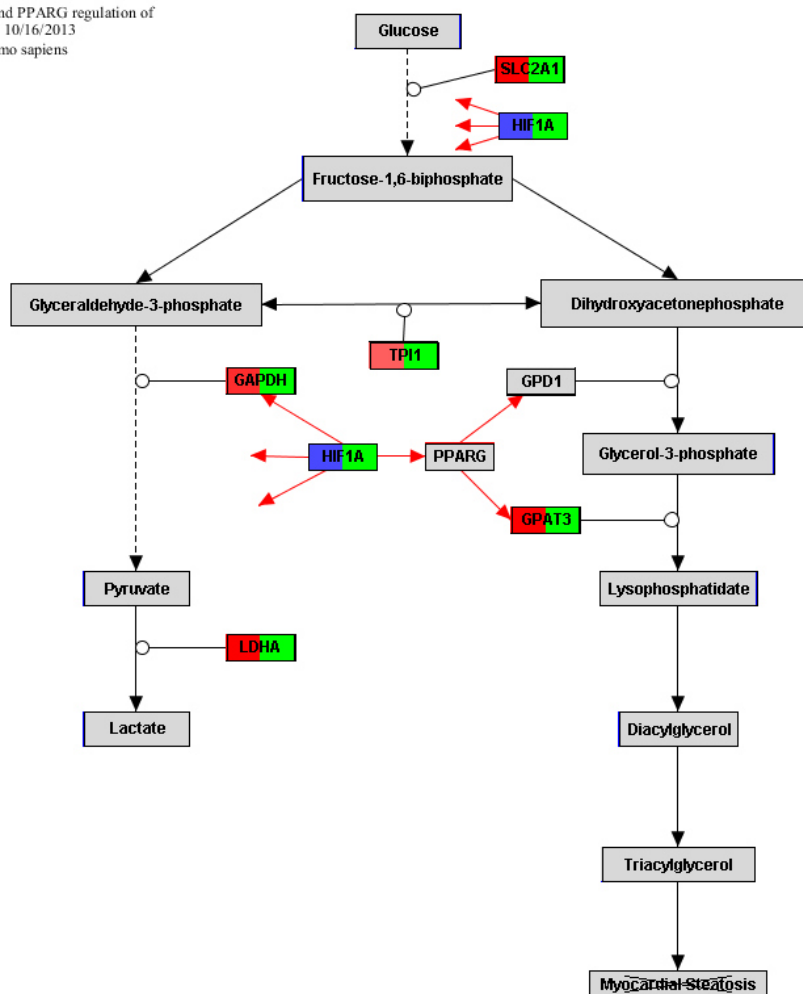 nd PPARG regulation of
10/16/2013
mo sapiens
Glucose
SLC2A1
HIF1A
Fructose-1,6-biphosphate
Glyceraldehyde-3-phosphate
Dihydroxyacetonephosphate
TPI1
GAPDH
GPD1
HIF1A
PPARG
Glycerol-3-phosphate
GPAT3
Pyruvate
Lysophosphatidate
LDHA
Lactate
Diacylglycerol
Triacylglycerol
Myocardial Steatosis